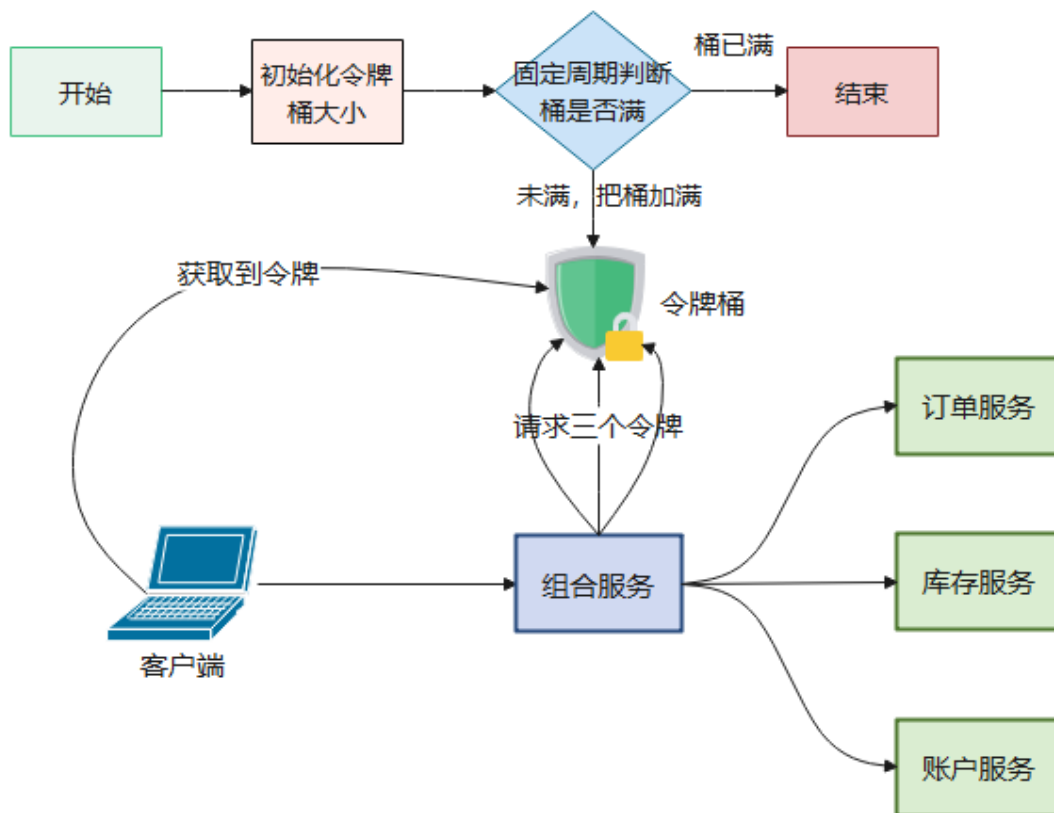 开始
初始化令牌
桶大小
固定周期判断
桶是否满
桶已满
结束
未满，把桶加满
获取到令牌
令牌桶
请求三个令牌
订单服务
组合服务
库存服务
客户端
账户服务